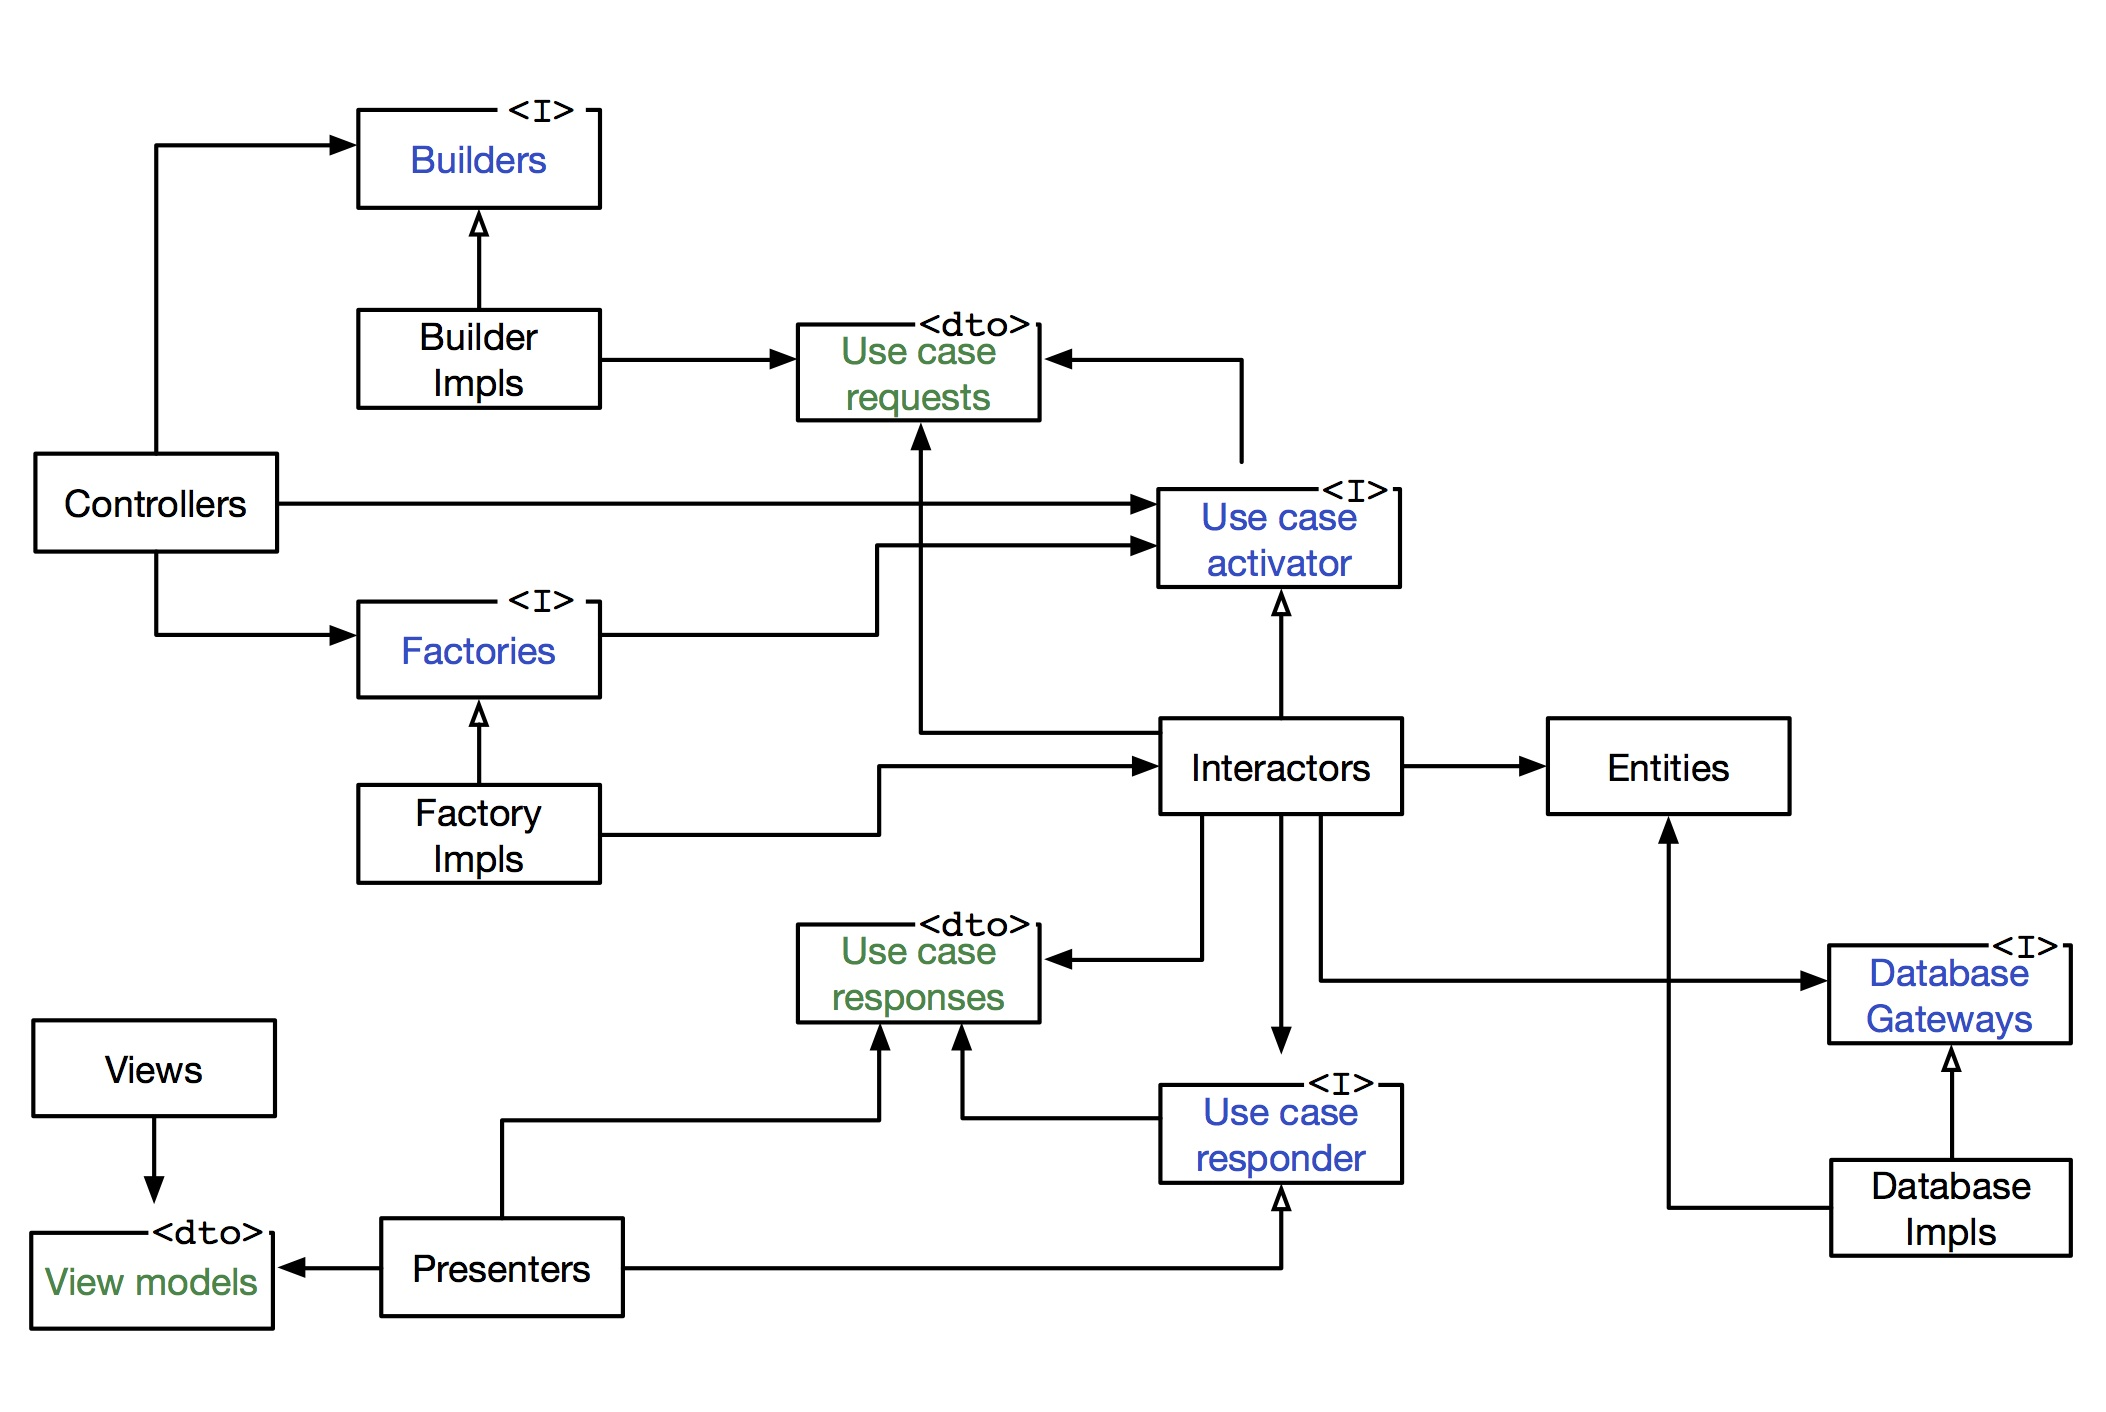 <I>
Builders
Builder
Impls
<dto>
Use case
requests
Controllers
<I>
Use case
activator
<I>
Factories
Factory
Impls
Interactors
Entities
<dto>
Use case
responses
<I>
Database
Gateways
Views
<I>
Use case
responder
Database
Impls
<dto>
View models
Presenters